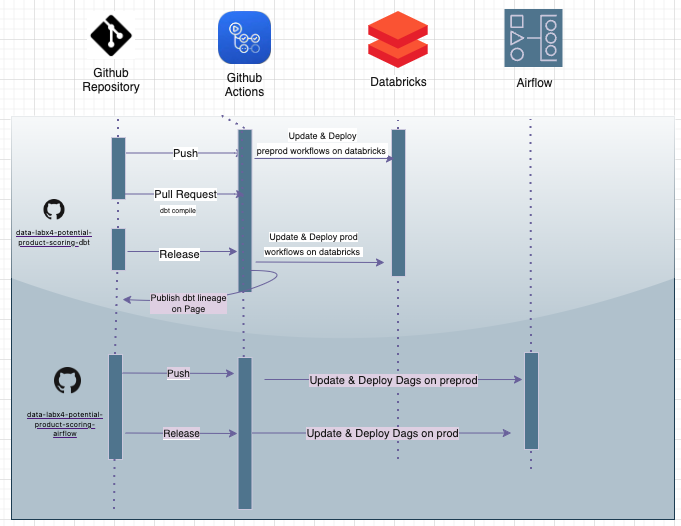 Github
Repository
Github
Actions
Databricks
Airflow
Push
Update & Deploy
preprod workflows on databricks
Pull Request
dbt compile
data-labx4-potential-
product-scoring-dbt
Release
Update & Deploy prod
workflows on databricks
Publish dbt lineage
on Page
Push
Update & Deploy Dags on preprod
data-labx4-potential-
product-scoring-
airflow
Release
Update & Deploy Dags on prod